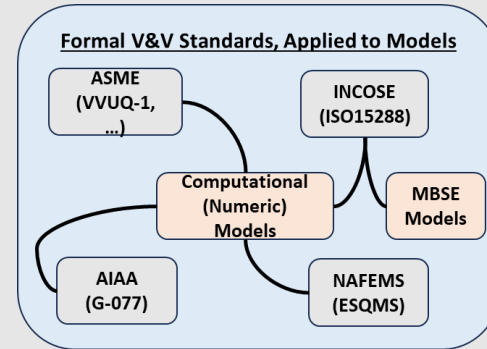 Formal V&V Standards, Applied to Models
ASME
(VVUQ-1,
...)
INCOSE
(ISO15288)
Computational
(Numeric)
Models
MBSE
Models
AIAA
(G-077)
NAFEMS
(ESQMS)